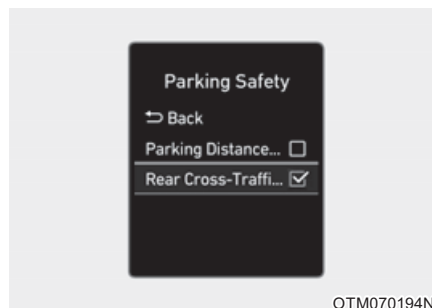 Parking Safety
Back
Parking Distance...
Rear Cross-Traffi...
OTM070194N